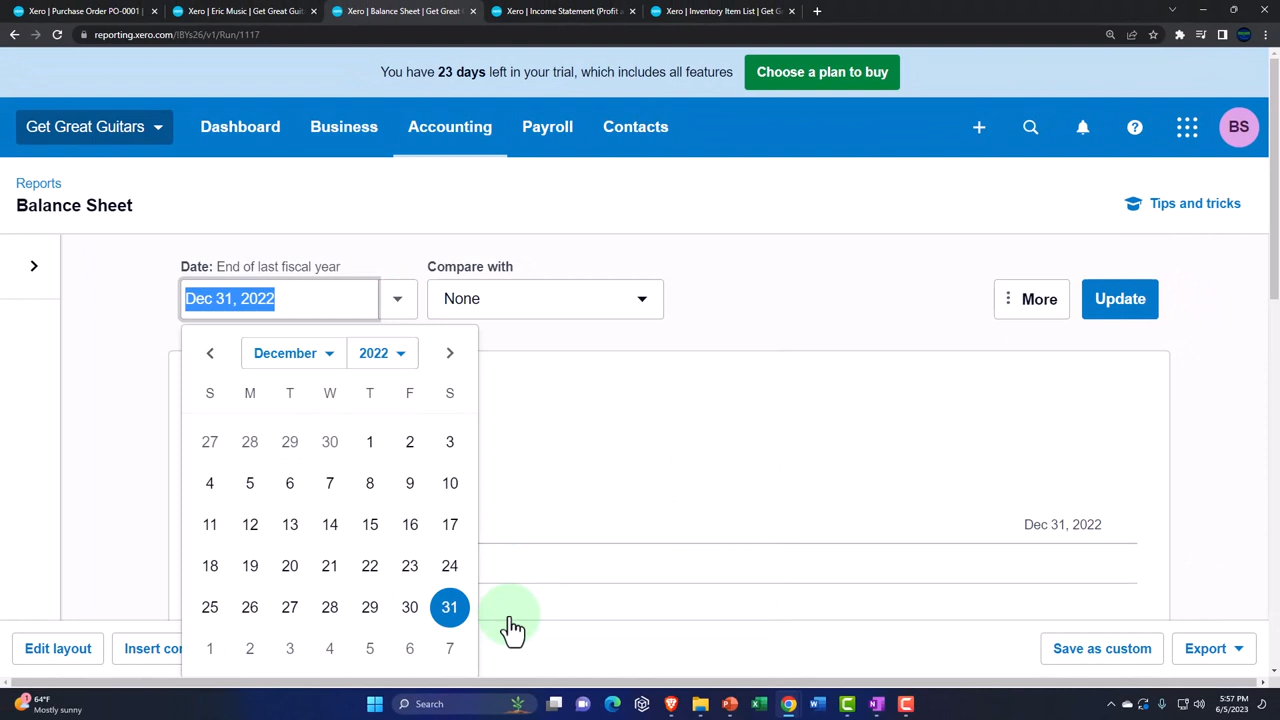 Xero | Purchase Order PO-0001 |
Xero | Eric Music | Get Great Guitar
Xero | Balance Sheet | Get Great G
Xero | Income Statement (Profit a
Xero | Inventory Item List | Get G
reporting.xero.com/!BYs26/v1/Run/1117
You have 23 days left in your trial, which includes all features
Choose a plan to buy
Get Great Guitars
Dashboard
Business
Accounting
Payroll
Contacts
BS
Reports
Balance Sheet
Tips and tricks
Date: End of last fiscal year
Compare with
Dec 31, 2022
None
More
Update
December
2022
S M T W T F S
27 28 29 30 1 2 3
4 5 6 7 8 9 10
11 12 13 14 15 16 17
18 19 20 21 22 23 24
25 26 27 28 29 30 31
1 2 3 4 5 6 7
Dec 31, 2022
Edit layout
Insert con
Save as custom
Export
64°F
Mostly sunny
Search
5:57 PM
6/5/2023